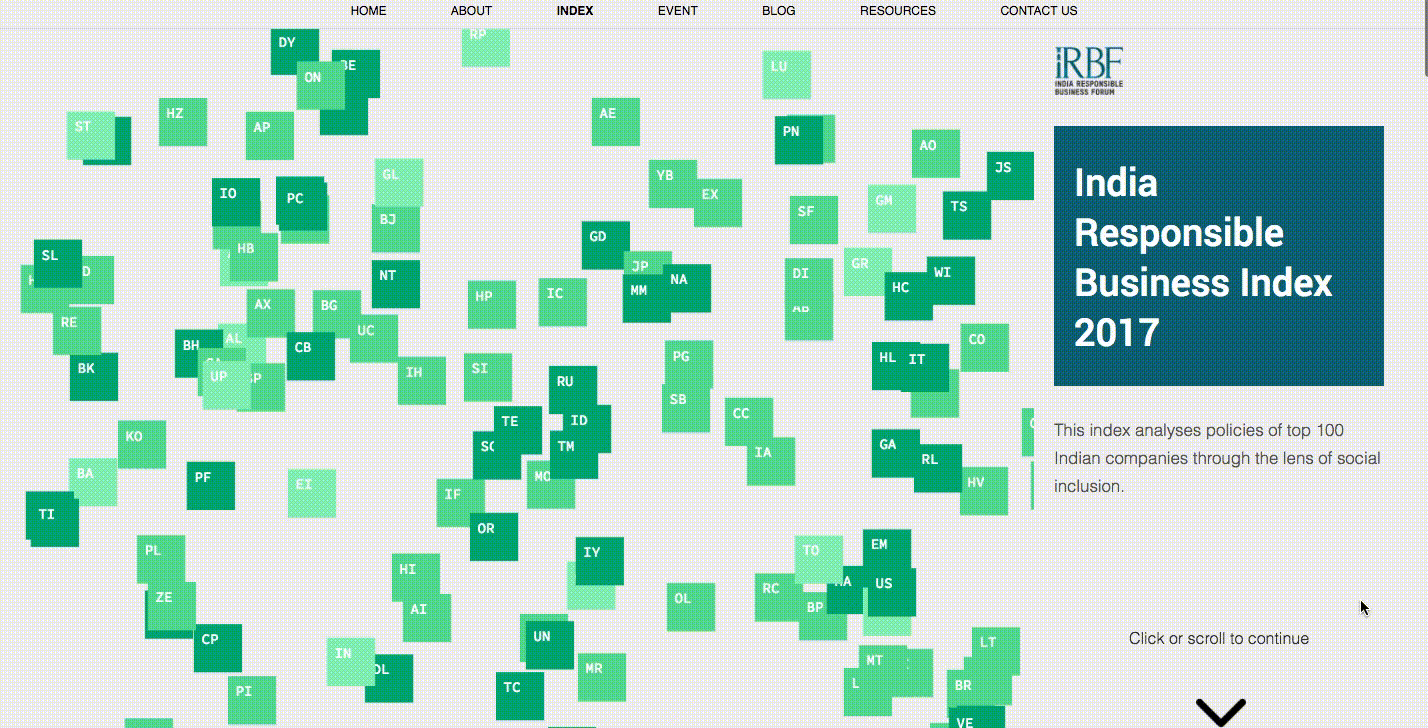 HOME ABOUT INDEX EVENT BLOG RESOURCES CONTACT US
iRBF
INDIA RESPONSIBLE
BUSINESS FORUM
India
Responsible
Business Index
2017
This index analyses policies of top 100
Indian companies through the lens of social
inclusion.
Click or scroll to continue
DY
BE
RP
ON
LU
HZ
AP
ST
AE
PN
AO
JS
YB
GL
EX
IO
PC
GM
TS
SF
BJ
GD
HB
SL
JP
GR
WI
DI
NT
NA
HC
MM
HP
IC
AX
BG
RE
UC
AL
CO
BH
CB
PG
HL
IT
BK
UP
IH
SI
RU
SB
CC
TE
ID
KO
TM
GA
IA
RL
BA
PF
EI
MO
HV
IF
TI
OR
PL
IY
TO
EM
HI
US
RC
ZE
OL
AI
BP
CP
UN
LT
IN
MT
MR
PI
TC
BR
VE